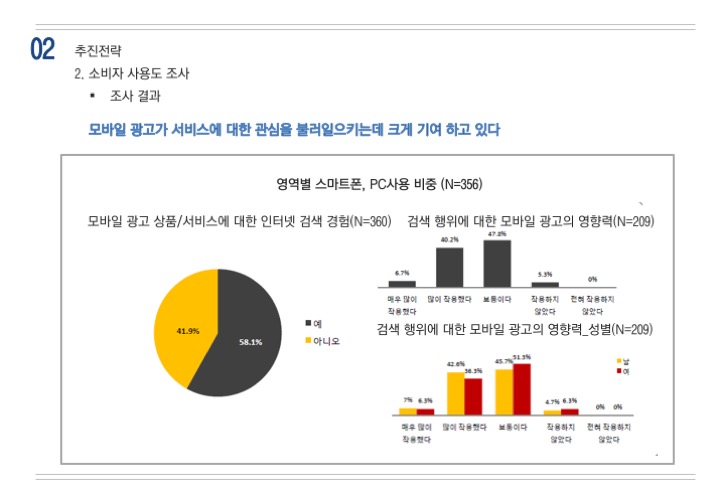 02
추진전략
2. 소비자 사용도 조사
▪ 조사 결과
모바일 광고가 서비스에 대한 관심을 불러일으키는데 크게 기여 하고 있다
영역별 스마트폰, PC사용 비중 (N=356)
모바일 광고 상품/서비스에 대한 인터넷 검색 경험(N=360)
41.9%
58.1%
예
아니오
검색 행위에 대한 모바일 광고의 영향력(N=209)
6.7%
40.2%
47.8%
5.3%
0%
매우 많이
작용했다
많이 작용했다
보통이다
작용하지
않았다
전혀 작용하지
않았다
검색 행위에 대한 모바일 광고의 영향력_성별(N=209)
7% 6.3%
42.6% 36.3%
45.7% 51.3%
4.7% 6.3%
0% 0%
남
여
매우 많이
작용했다
많이 작용했다
보통이다
작용하지
않았다
전혀 작용하지
않았다